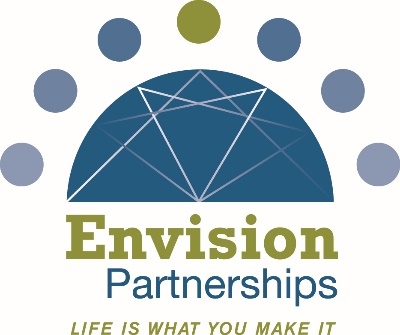 Envision
Partnerships
LIFE IS WHAT YOU MAKE IT